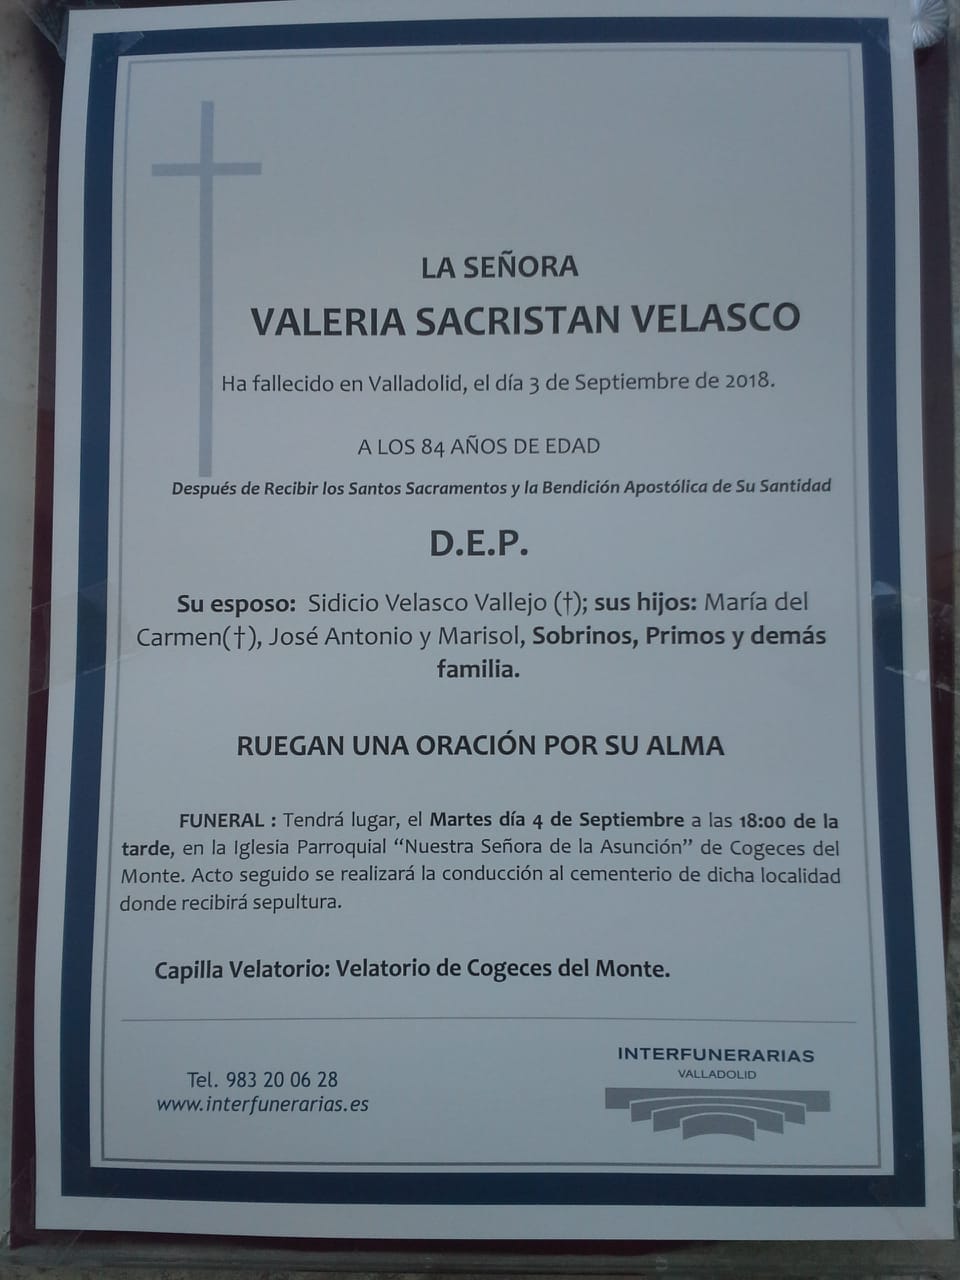 LA SEÑORA
VALERIA SACRISTAN VELASCO
Ha fallecido en Valladolid, el día 3 de Septiembre de 2018.
A LOS 84 AÑOS DE EDAD
Después de Recibir los Santos Sacramentos y la Bendición Apostólica de Su Santidad
D.E.P.
Su esposo: Sidicio Velasco Vallejo (†); sus hijos: María del
Carmen(†), José Antonio y Marisol, Sobrinos, Primos y demás
familia.
RUEGAN UNA ORACIÓN POR SU ALMA
FUNERAL : Tendrá lugar, el Martes día 4 de Septiembre a las 18:00 de la
tarde, en la Iglesia Parroquial “Nuestra Señora de la Asunción” de Cogeces del
Monte. Acto seguido se realizará la conducción al cementerio de dicha localidad
donde recibirá sepultura.
Capilla Velatorio: Velatorio de Cogeces del Monte.
Tel. 983 20 06 28
www.interfunerarias.es
INTERFUNERARIAS
VALLADOLID